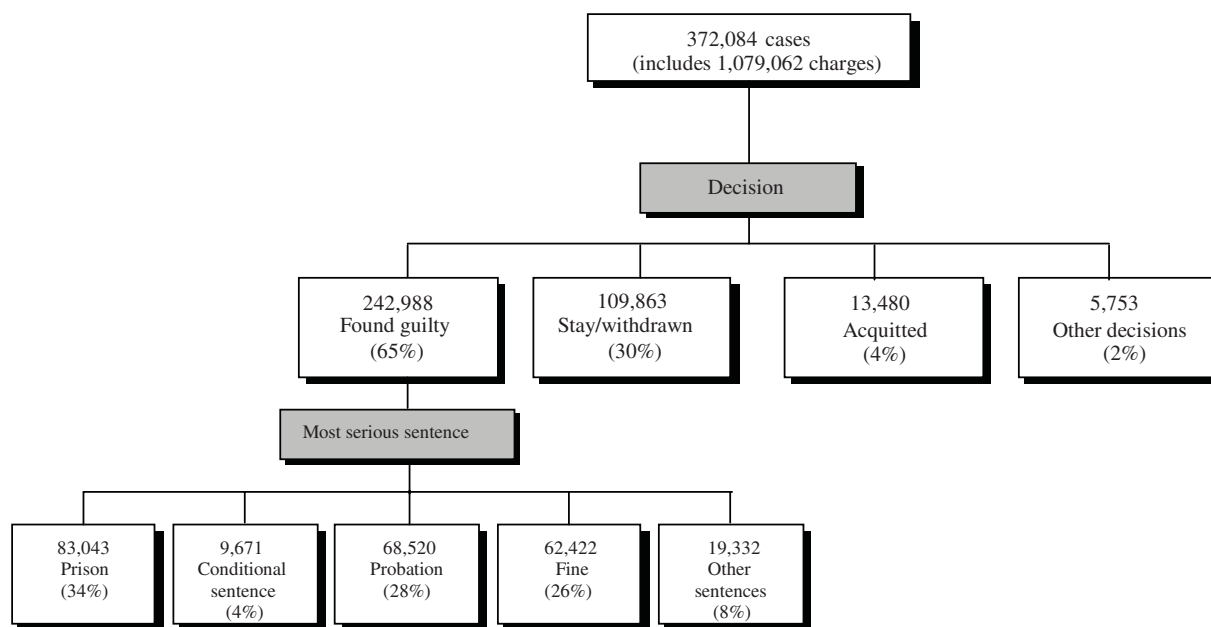 372,084 cases
(includes 1,079,062 charges)
Decision
242,988
Found guilty
(65%)
109,863
Stay/withdrawn
(30%)
13,480
Acquitted
(4%)
5,753
Other decisions
(2%)
Most serious sentence
83,043
Prison
(34%)
9,671
Conditional
sentence
(4%)
68,520
Probation
(28%)
62,422
Fine
(26%)
19,332
Other
sentences
(8%)